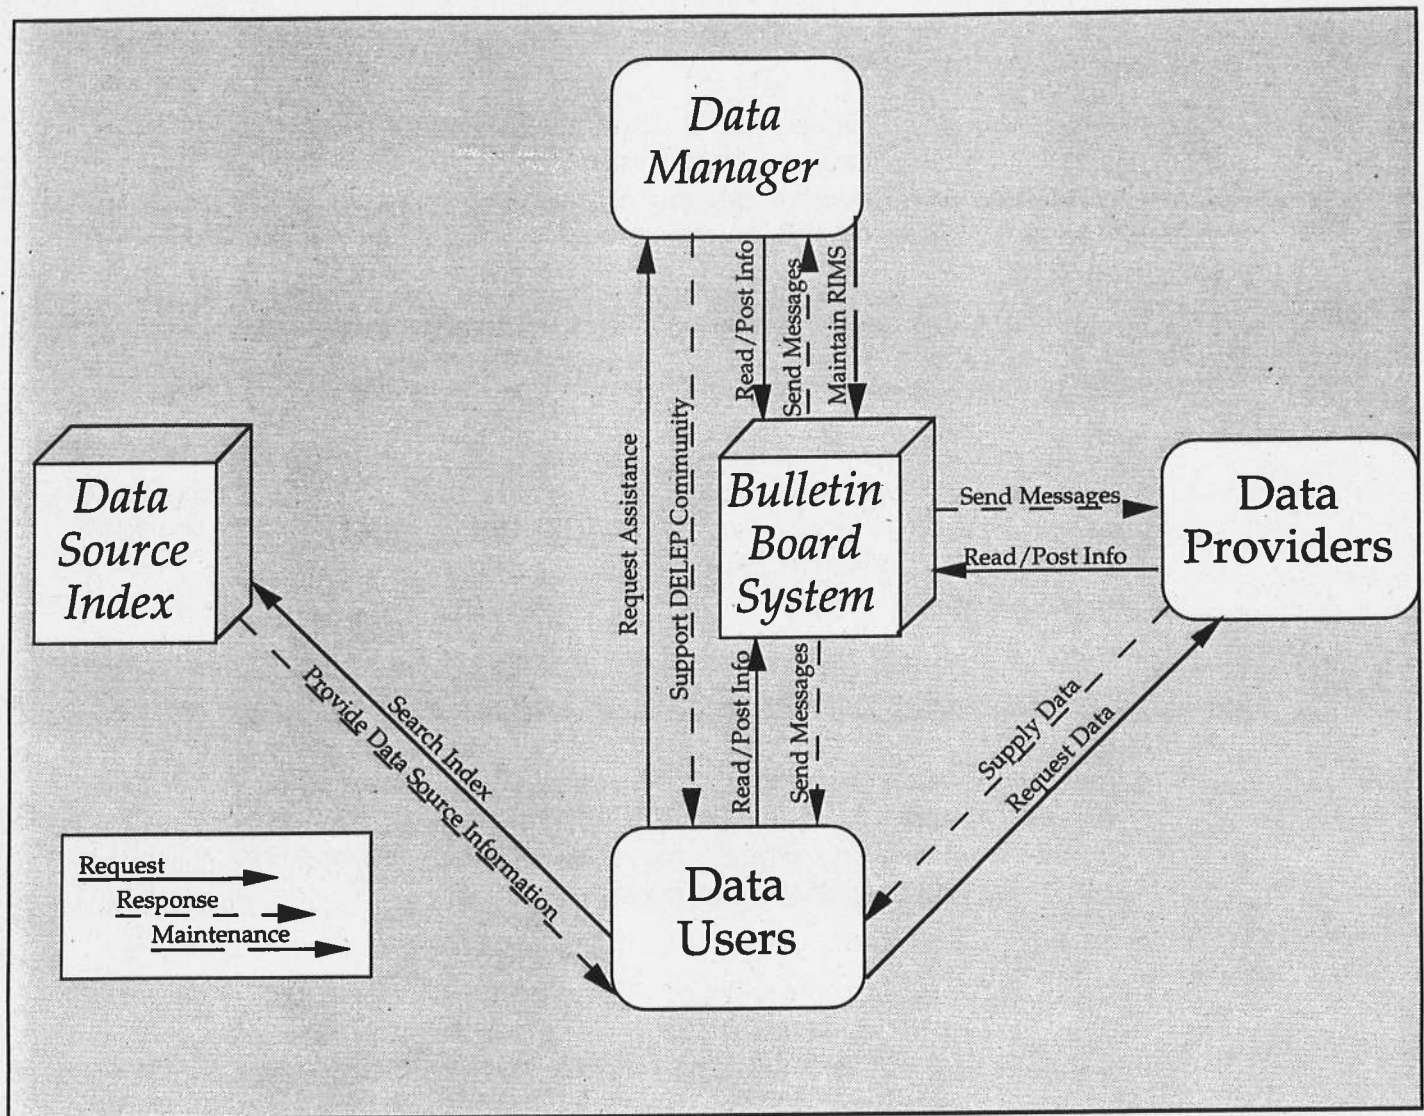 Data
Manager
Read/Post Info
Send Messages
Maintain RIMS
Request Assistance
Support DELEP Community
Data
Source
Index
Bulletin
Board
System
Send Messages
Read/Post Info
Data
Providers
Search Index
Provide Data Source Information
Read/Post Info
Send Messages
Supply Data
Request Data
Data
Users
Request
Response
Maintenance